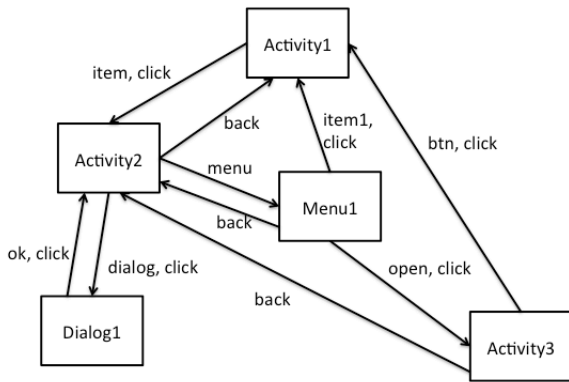 Activity1
item, click
back
item1,
click
btn, click
Activity2
menu
back
Menu1
ok, click
dialog, click
open, click
back
Dialog1
Activity3